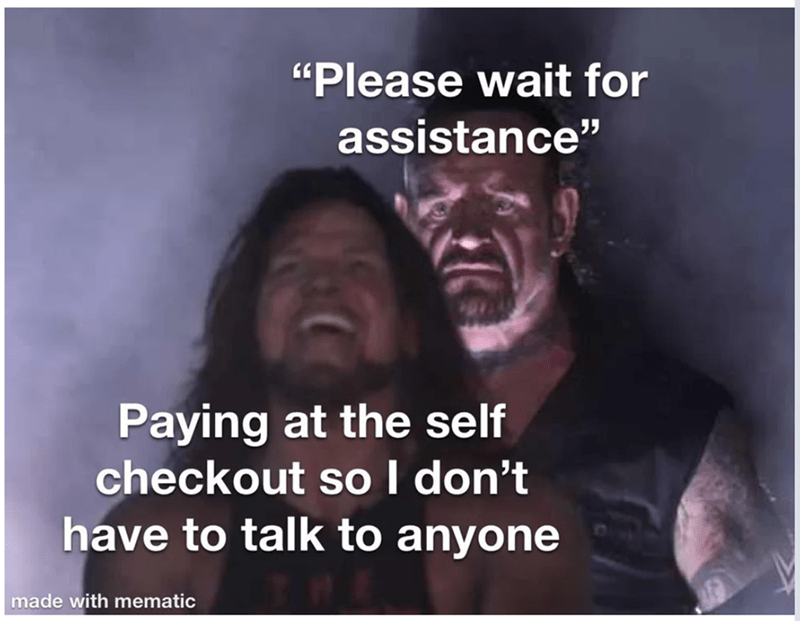 “Please wait for
assistance”
Paying at the self
checkout so I don’t
have to talk to anyone
made with mematic